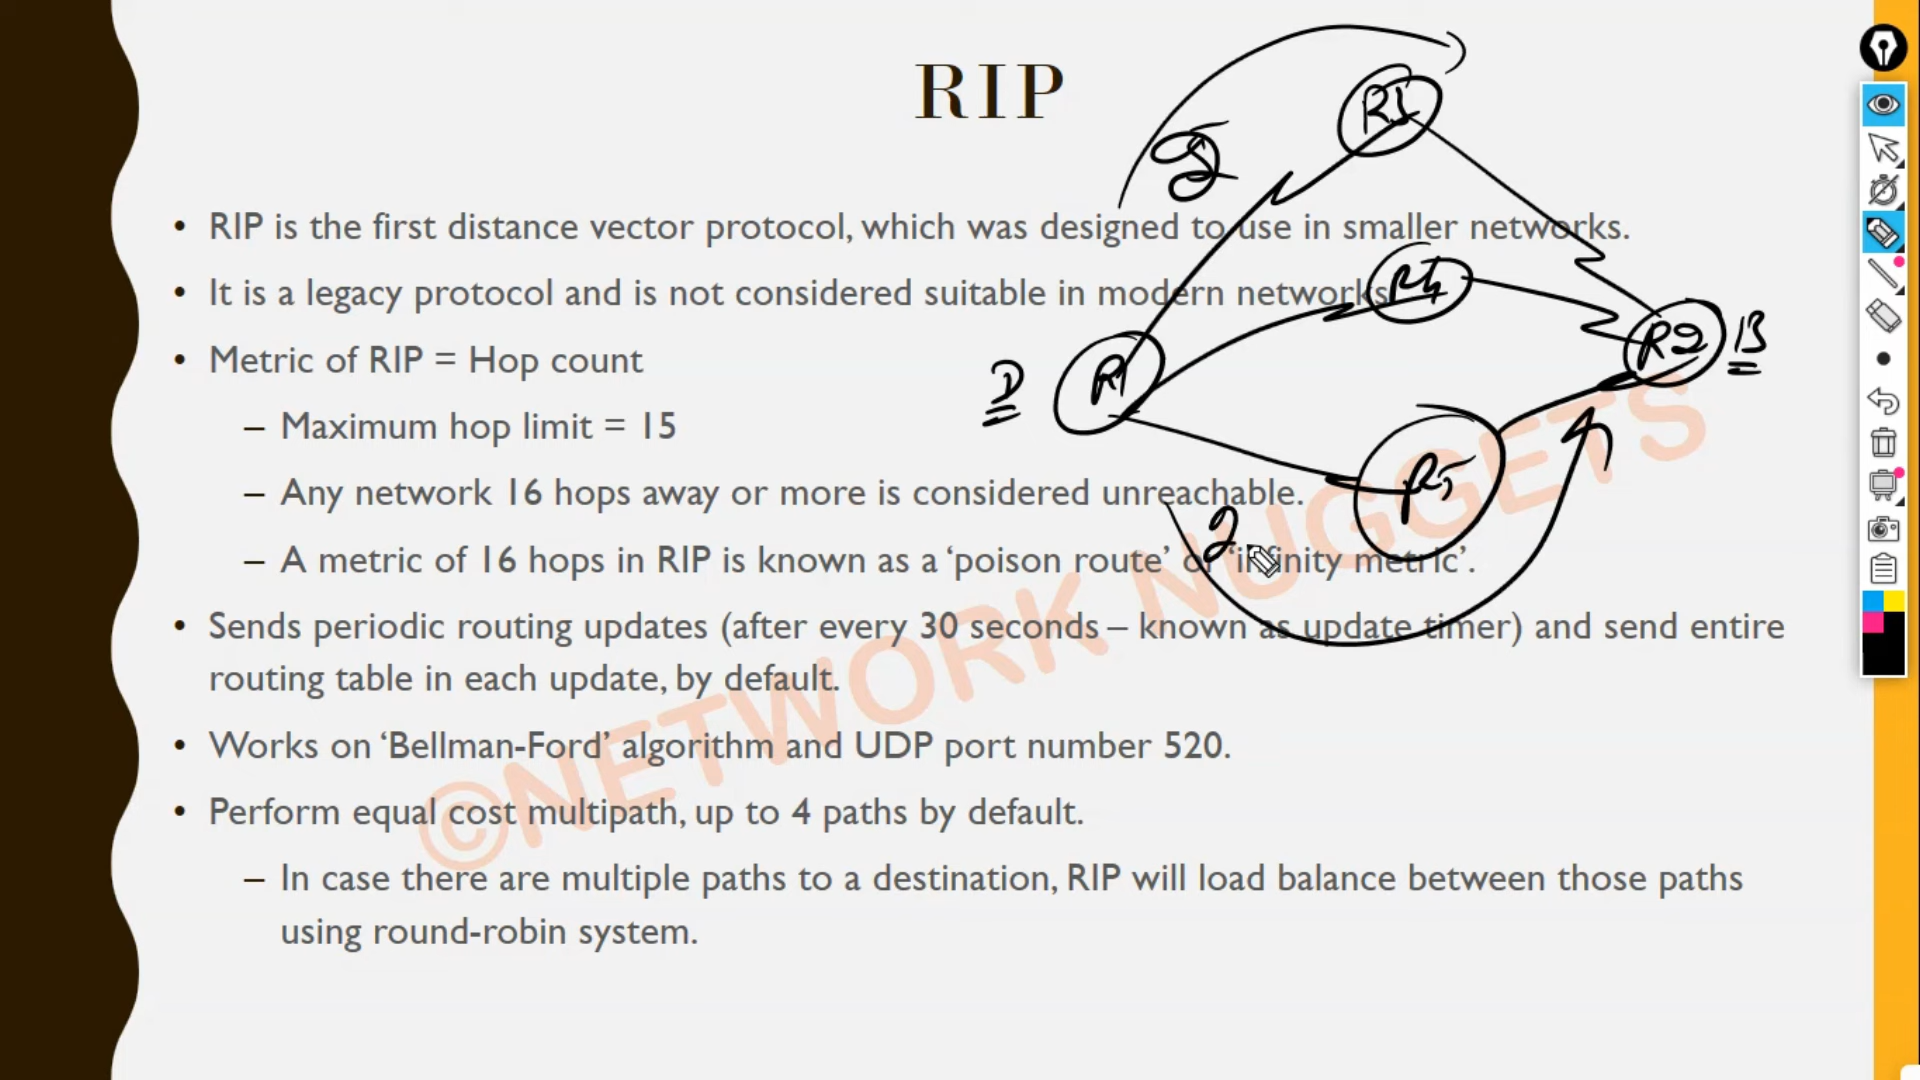 RIP
• RIP is the first distance vector protocol, which was designed to use in smaller networks.
• It is a legacy protocol and is not considered suitable in modern networks
• Metric of RIP = Hop count
– Maximum hop limit = 15
– Any network 16 hops away or more is considered unreachable.
– A metric of 16 hops in RIP is known as a ‘poison route’ or ‘infinity metric’.
• Sends periodic routing updates (after every 30 seconds – known as update timer) and send entire
routing table in each update, by default.
• Works on ‘Bellman-Ford’ algorithm and UDP port number 520.
• Perform equal cost multipath, up to 4 paths by default.
– In case there are multiple paths to a destination, RIP will load balance between those paths
using round-robin system.
R4
R1
R2
B
R5
2
©NETWORK NUGGETS